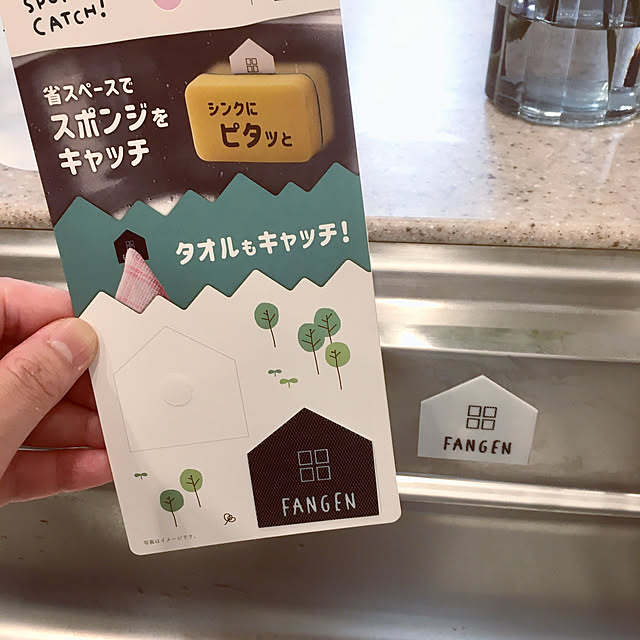 CATCH!
省スペースで
スポンジを
キャッチ
シンクに
ピタッと
タオルもキャッチ!
FANGEN
FANGEN
写真はイメージです。